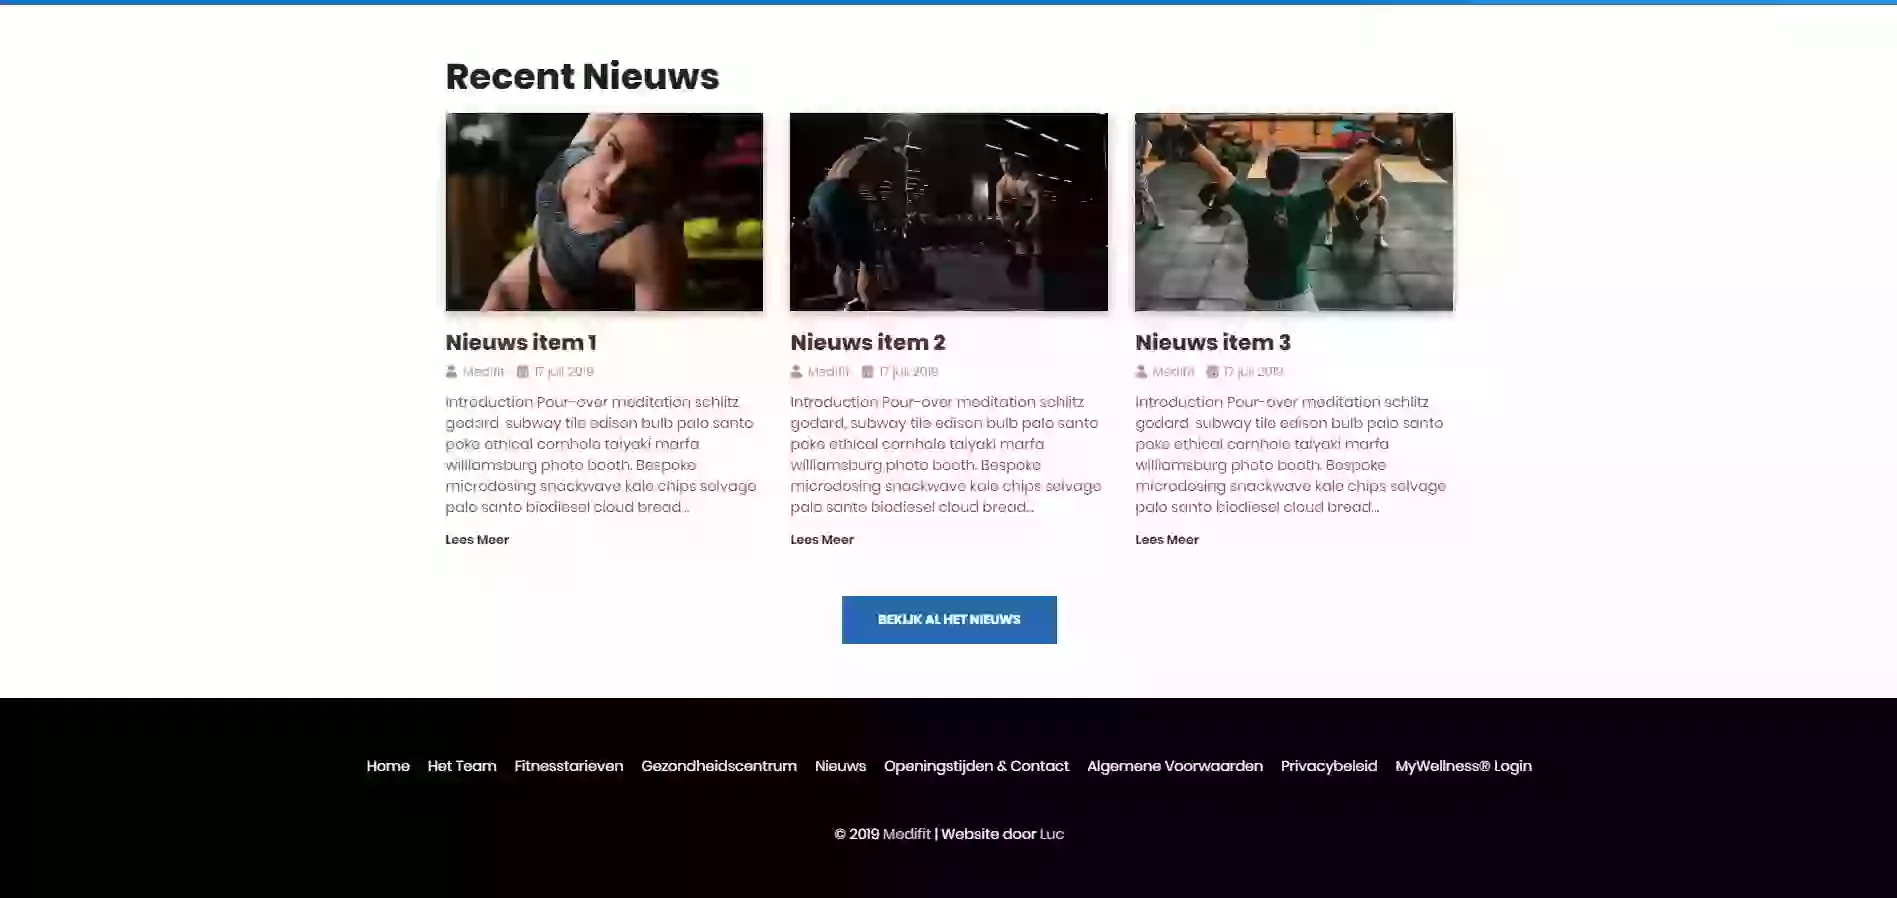 Recent Nieuws
Nieuws item 1
Medifit 17 juli 2019
Introduction Pour-over meditation schlitz
godard, subway tile edison bulb palo santo
poke ethical cornhole taiyaki marfa
williamsburg photo booth. Bespoke
microdosing snackwave kale chips selvage
palo santo biodiesel cloud bread...
Lees Meer
Nieuws item 2
Medifit 17 juli 2019
Introduction Pour-over meditation schlitz
godard, subway tile edison bulb palo santo
poke ethical cornhole taiyaki marfa
williamsburg photo booth. Bespoke
microdosing snackwave kale chips selvage
palo santo biodiesel cloud bread...
Lees Meer
Nieuws item 3
Medifit 17 juli 2019
Introduction Pour-over meditation schlitz
godard, subway tile edison bulb palo santo
poke ethical cornhole taiyaki marfa
williamsburg photo booth. Bespoke
microdosing snackwave kale chips selvage
palo santo biodiesel cloud bread...
Lees Meer
BEKIJK AL HET NIEUWS
Home Het Team Fitnesstarieven Gezondheidscentrum Nieuws Openingstijden & Contact Algemene Voorwaarden Privacybeleid MyWellness® Login
© 2019 Medifit | Website door Luc